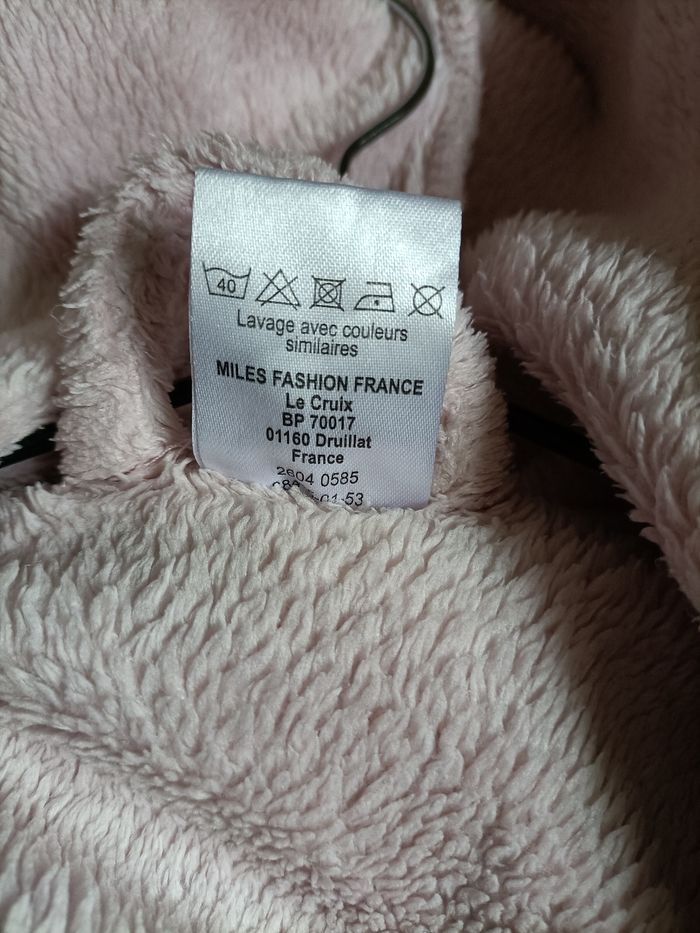 40
Lavage avec couleurs
similaires
MILES FASHION FRANCE
Le Cruix
BP 70017
01160 Druillat
France
2604 0585